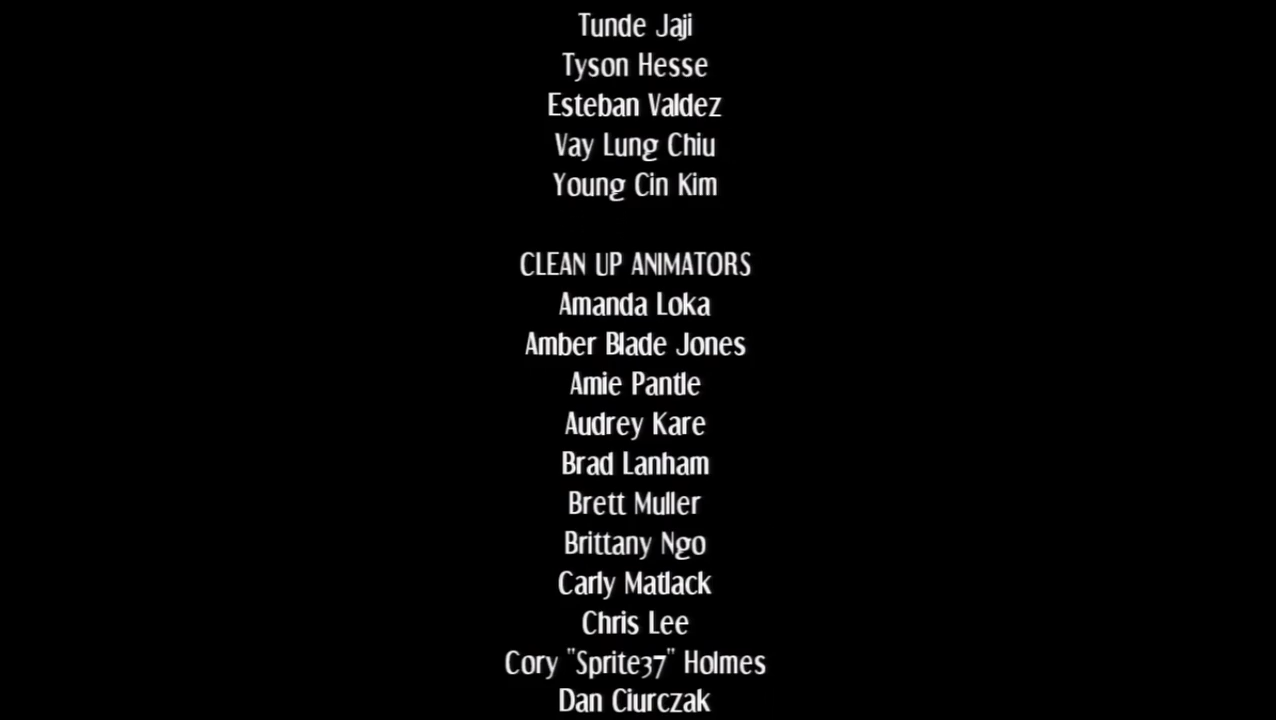 Tunde Jaji
Tyson Hesse
Esteban Valdez
Vay Lung Chiu
Young Cin Kim
CLEAN UP ANIMATORS
Amanda Loka
Amber Blade Jones
Amie Pantle
Audrey Kare
Brad Lanham
Brett Muller
Brittany Ngo
Carly Matlack
Chris Lee
Cory "Sprite37" Holmes
Dan Ciurczak